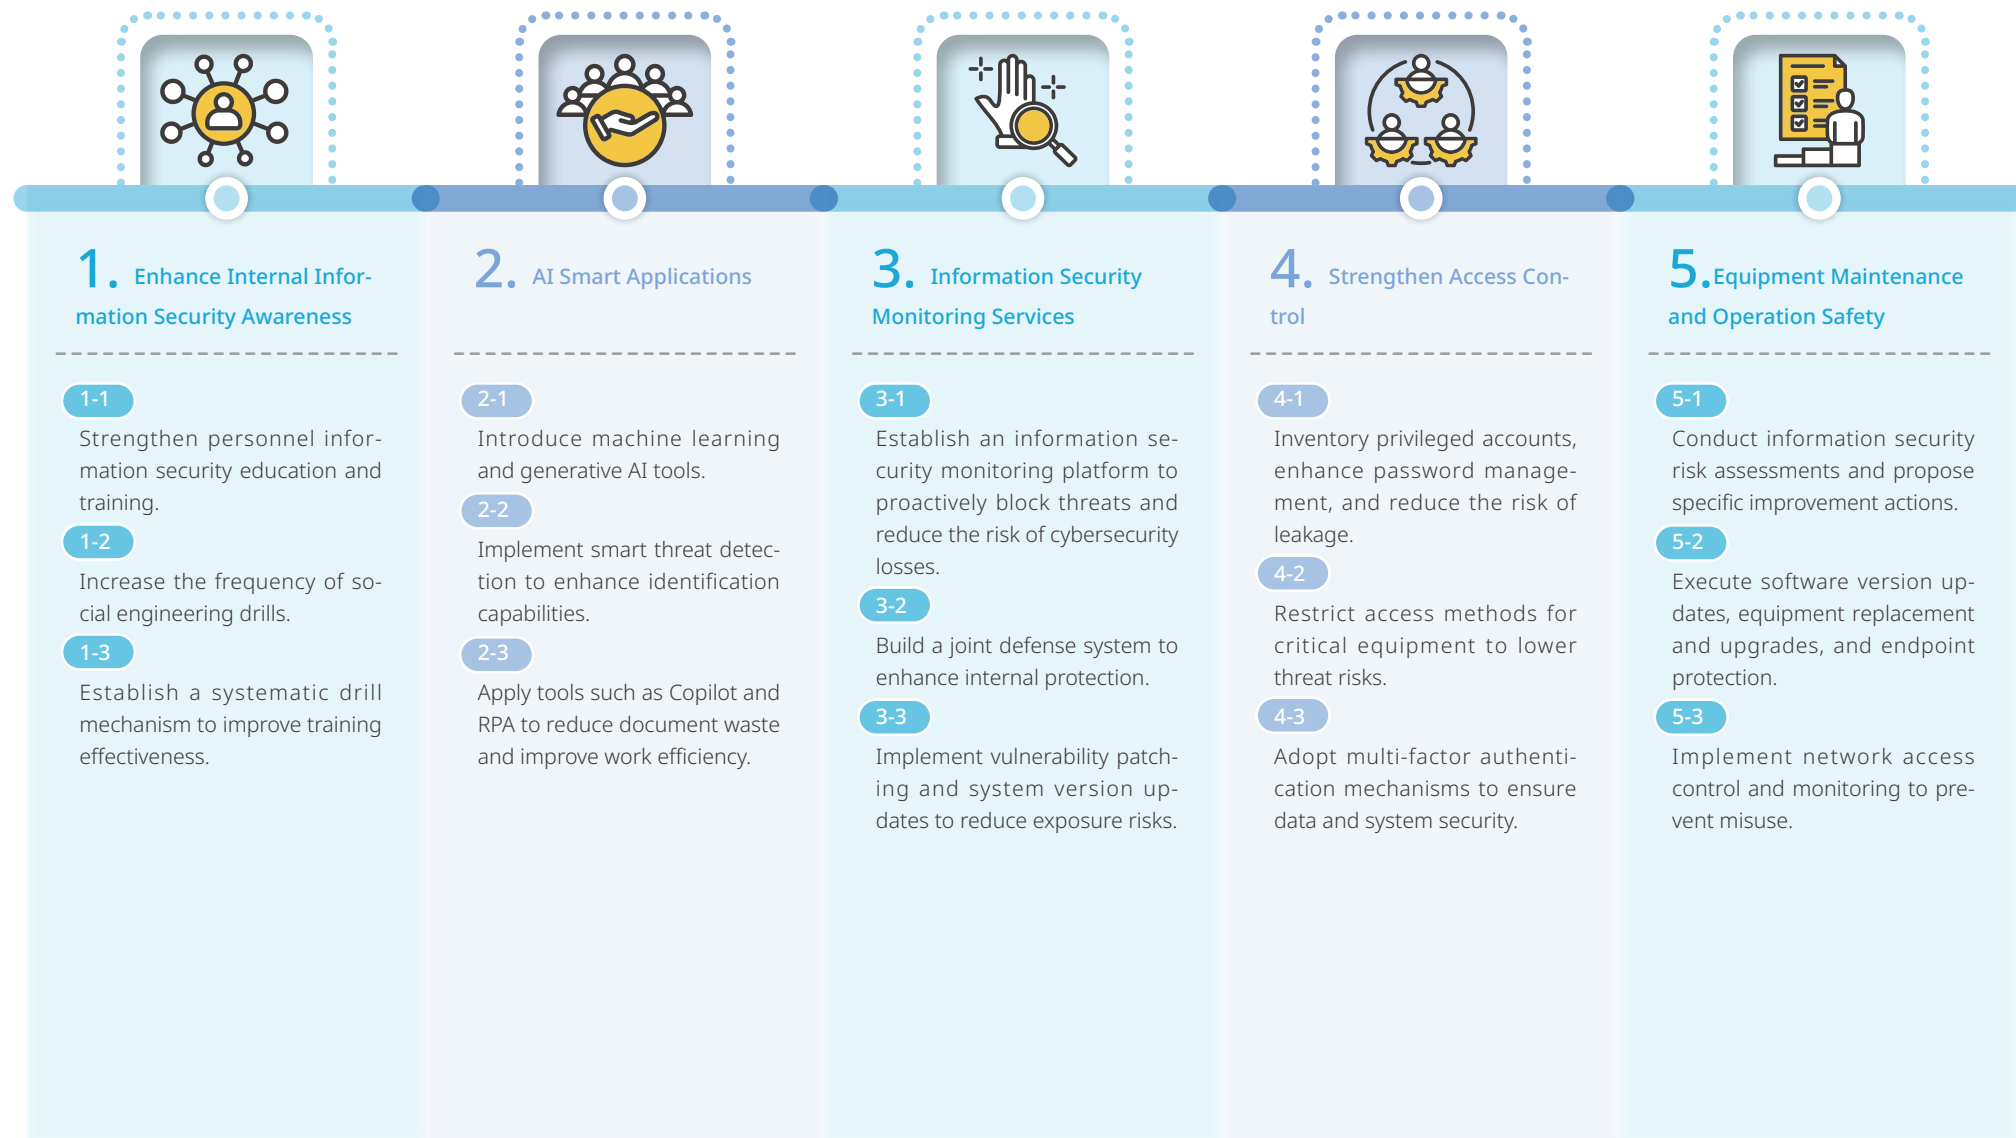 1. Enhance Internal Infor-
mation Security Awareness
1-1
Strengthen personnel infor-
mation security education and
training.
1-2
Increase the frequency of so-
cial engineering drills.
1-3
Establish a systematic drill
mechanism to improve training
effectiveness.
2. AI Smart Applications
2-1
Introduce machine learning
and generative AI tools.
2-2
Implement smart threat detec-
tion to enhance identification
capabilities.
2-3
Apply tools such as Copilot and
RPA to reduce document waste
and improve work efficiency.
3. Information Security
Monitoring Services
3-1
Establish an information se-
curity monitoring platform to
proactively block threats and
reduce the risk of cybersecurity
losses.
3-2
Build a joint defense system to
enhance internal protection.
3-3
Implement vulnerability patch-
ing and system version up-
dates to reduce exposure risks.
4. Strengthen Access Con-
trol
4-1
Inventory privileged accounts,
enhance password manage-
ment, and reduce the risk of
leakage.
4-2
Restrict access methods for
critical equipment to lower
threat risks.
4-3
Adopt multi-factor authenti-
cation mechanisms to ensure
data and system security.
5.Equipment Maintenance
and Operation Safety
5-1
Conduct information security
risk assessments and propose
specific improvement actions.
5-2
Execute software version up-
dates, equipment replacement
and upgrades, and endpoint
protection.
5-3
Implement network access
control and monitoring to pre-
vent misuse.